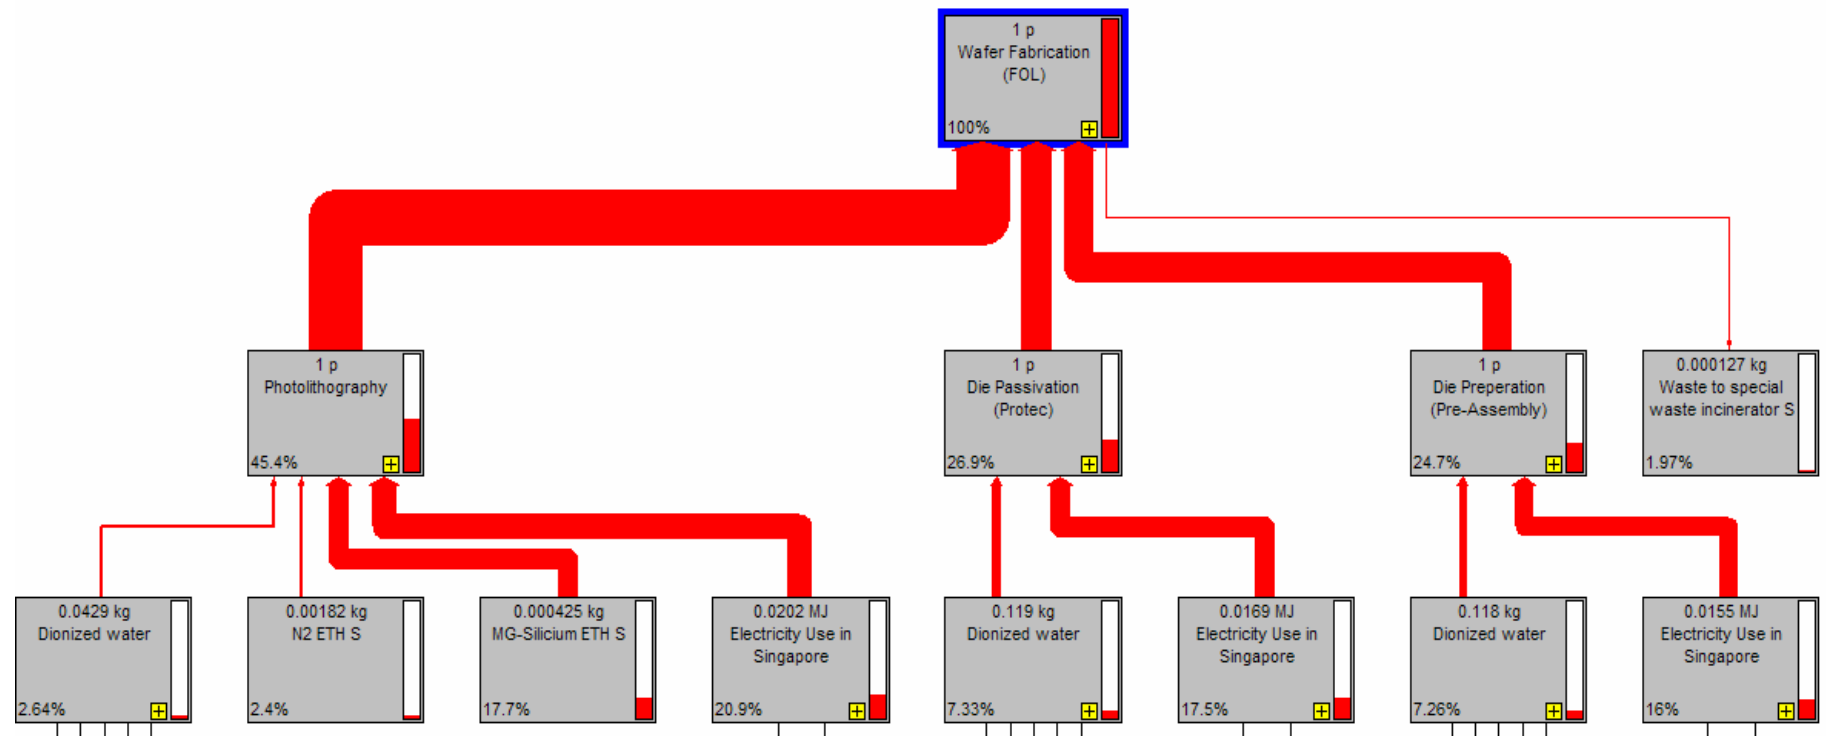 1 p
Wafer Fabrication
(FOL)
100%
1 p
Photolithography
45.4%
1 p
Die Passivation
(Protec)
26.9%
1 p
Die Preperation
(Pre-Assembly)
24.7%
0.000127 kg
Waste to special
waste incinerator S
1.97%
0.0429 kg
Dionized water
2.64%
0.00182 kg
N2 ETH S
2.4%
0.000425 kg
MG-Silicium ETH S
17.7%
0.0202 MJ
Electricity Use in
Singapore
20.9%
0.119 kg
Dionized water
7.33%
0.0169 MJ
Electricity Use in
Singapore
17.5%
0.118 kg
Dionized water
7.26%
0.0155 MJ
Electricity Use in
Singapore
16%